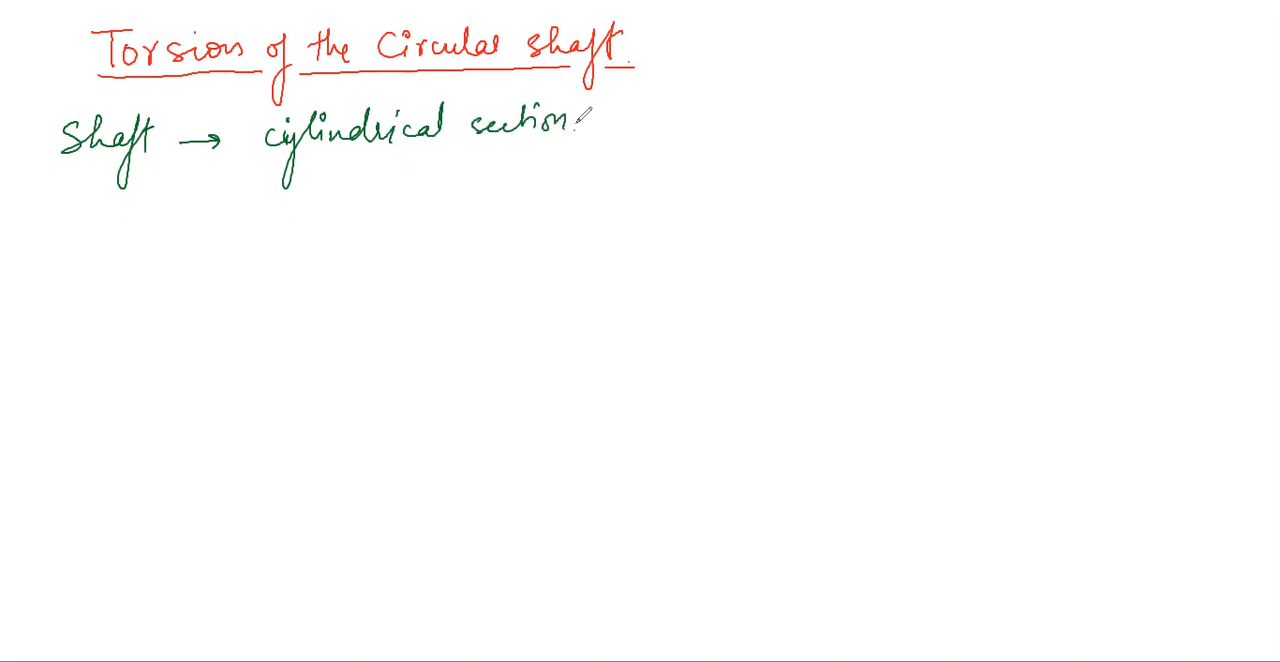 Torsion of the Circular shaft.
Shaft → cylindrical section.